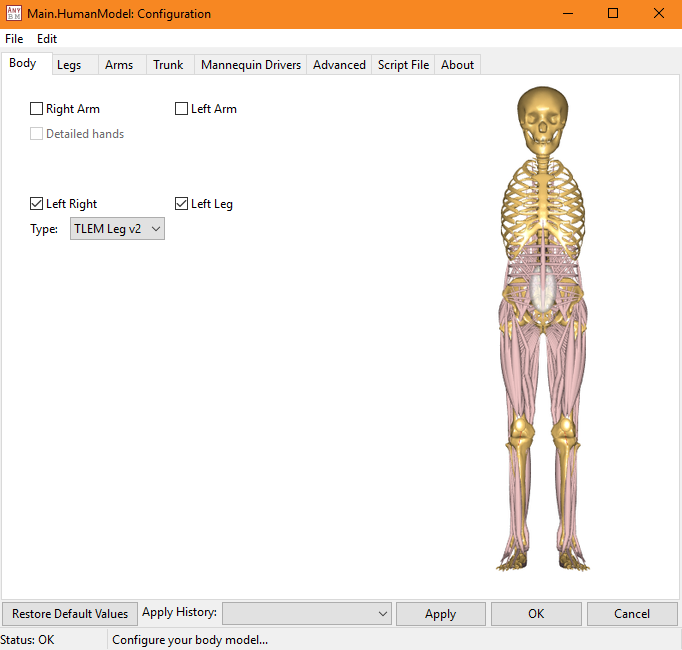 ANY
BM
Main.HumanModel: Configuration
File Edit
Body Legs Arms Trunk Mannequin Drivers Advanced Script File About
Right Arm Left Arm
Detailed hands
Left Right Left Leg
Type: TLEM Leg v2
Restore Default Values Apply History: Apply OK Cancel
Status: OK Configure your body model...